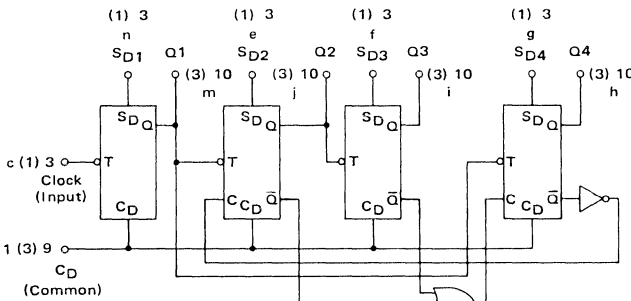 (1) 3 (1) 3 (1) 3 (1) 3
n e f g
SD1 Q1 SD2 Q2 SD3 Q3 SD4 Q4
(3) 10 (3) 10 (3) 10 (3) 10
m j i h
SD SD SD SD
Q Q Q Q
c (1) 3 T T T T
Clock
(Input)
C Q̅ Q̅ C Q̅
CD CD CD CD
1 (3) 9
CD
(Common)